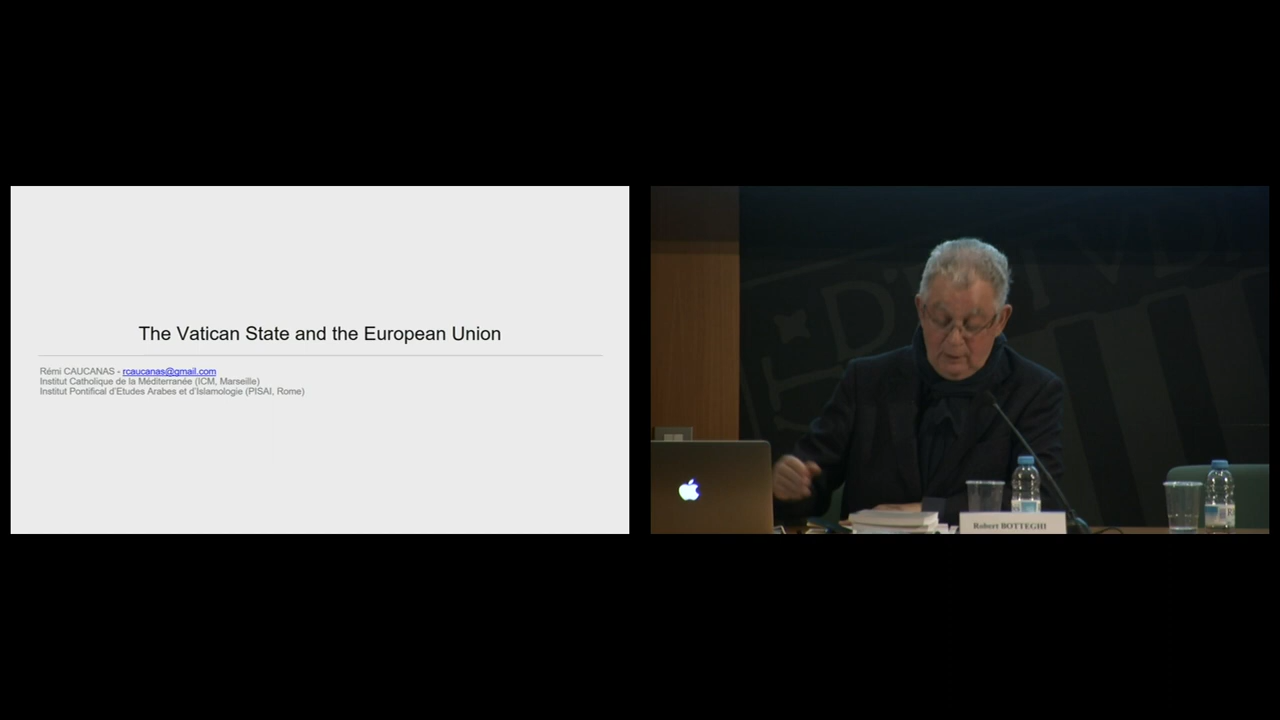 The Vatican State and the European Union
Rémi CAUCANAS - rcaucanas@gmail.com
Institut Catholique de la Méditerranée (ICM, Marseille)
Institut Pontifical d'Etudes Arabes et d'Islamologie (PISAI, Rome)
Robert BOTTEGHI